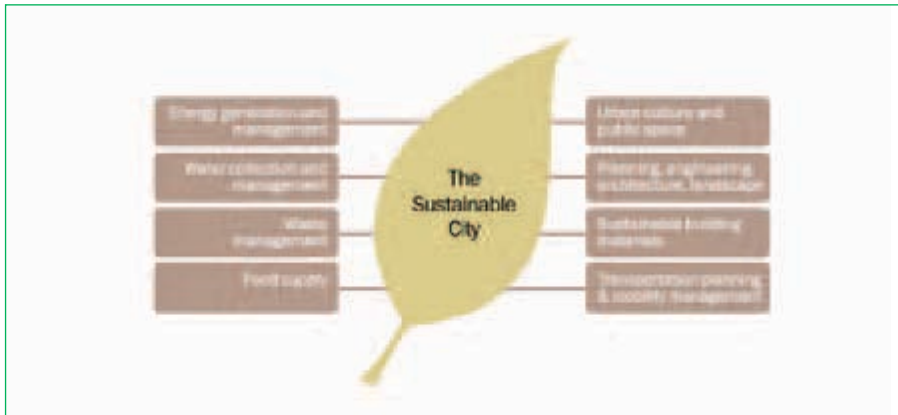 Energy generation and
management
Water collection and
management
Waste
management
Food supply
The
Sustainable
City
Urban culture and
public space
Planning, engineering,
architecture, landscape
Sustainable building
materials
Transportation planning
& mobility management